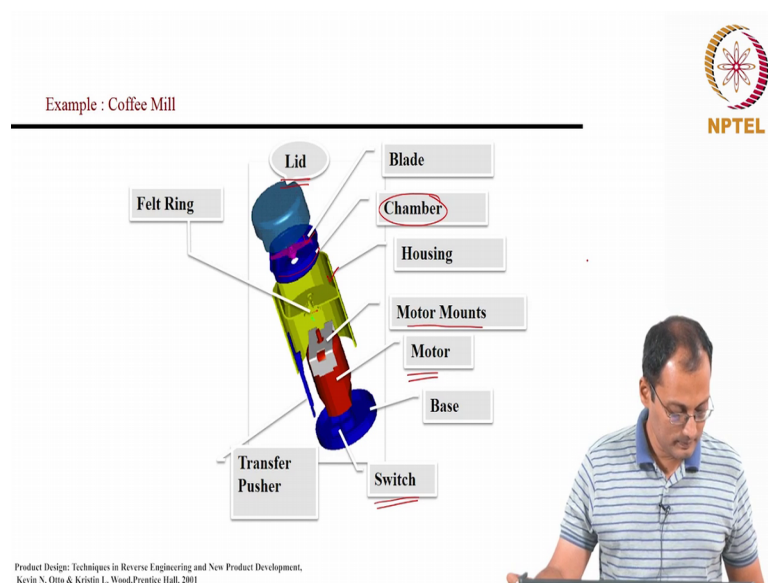 Example : Coffee Mill
NPTEL
Lid
Blade
Felt Ring
Chamber
Housing
Motor Mounts
Motor
Base
Transfer
Pusher
Switch
Product Design: Techniques in Reverse Engineering and New Product Development,
Kevin N. Otto & Kristin L. Wood.Prentice Hall, 2001